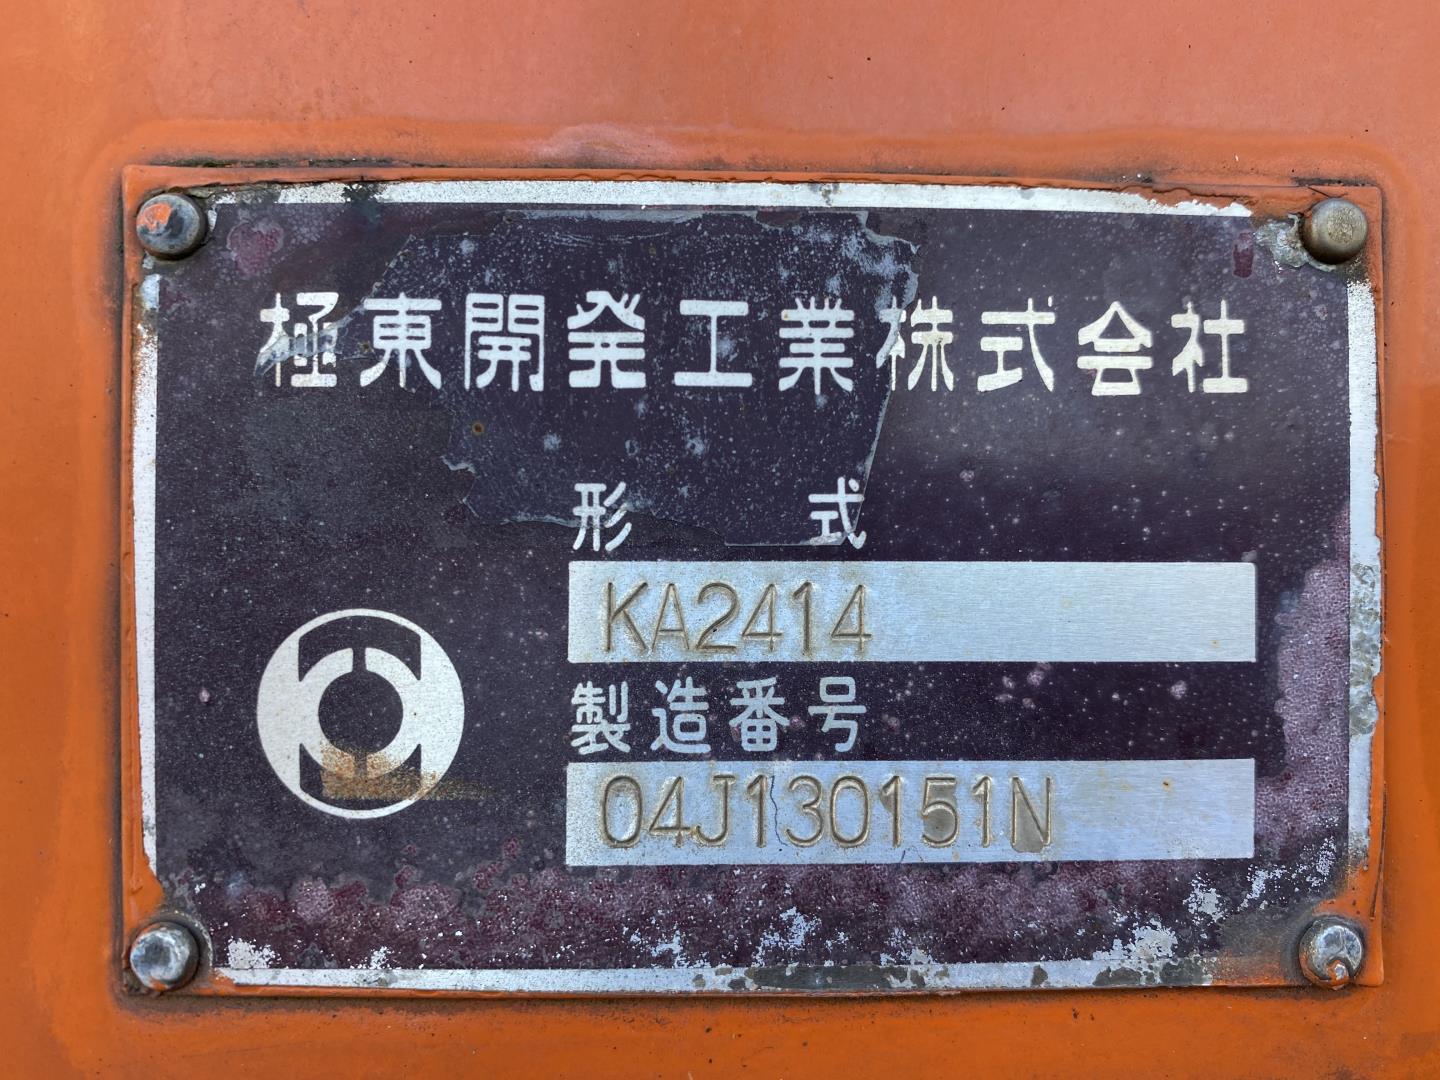 極東開発工業株式会社
形式
KA2414
製造番号
04J130151N